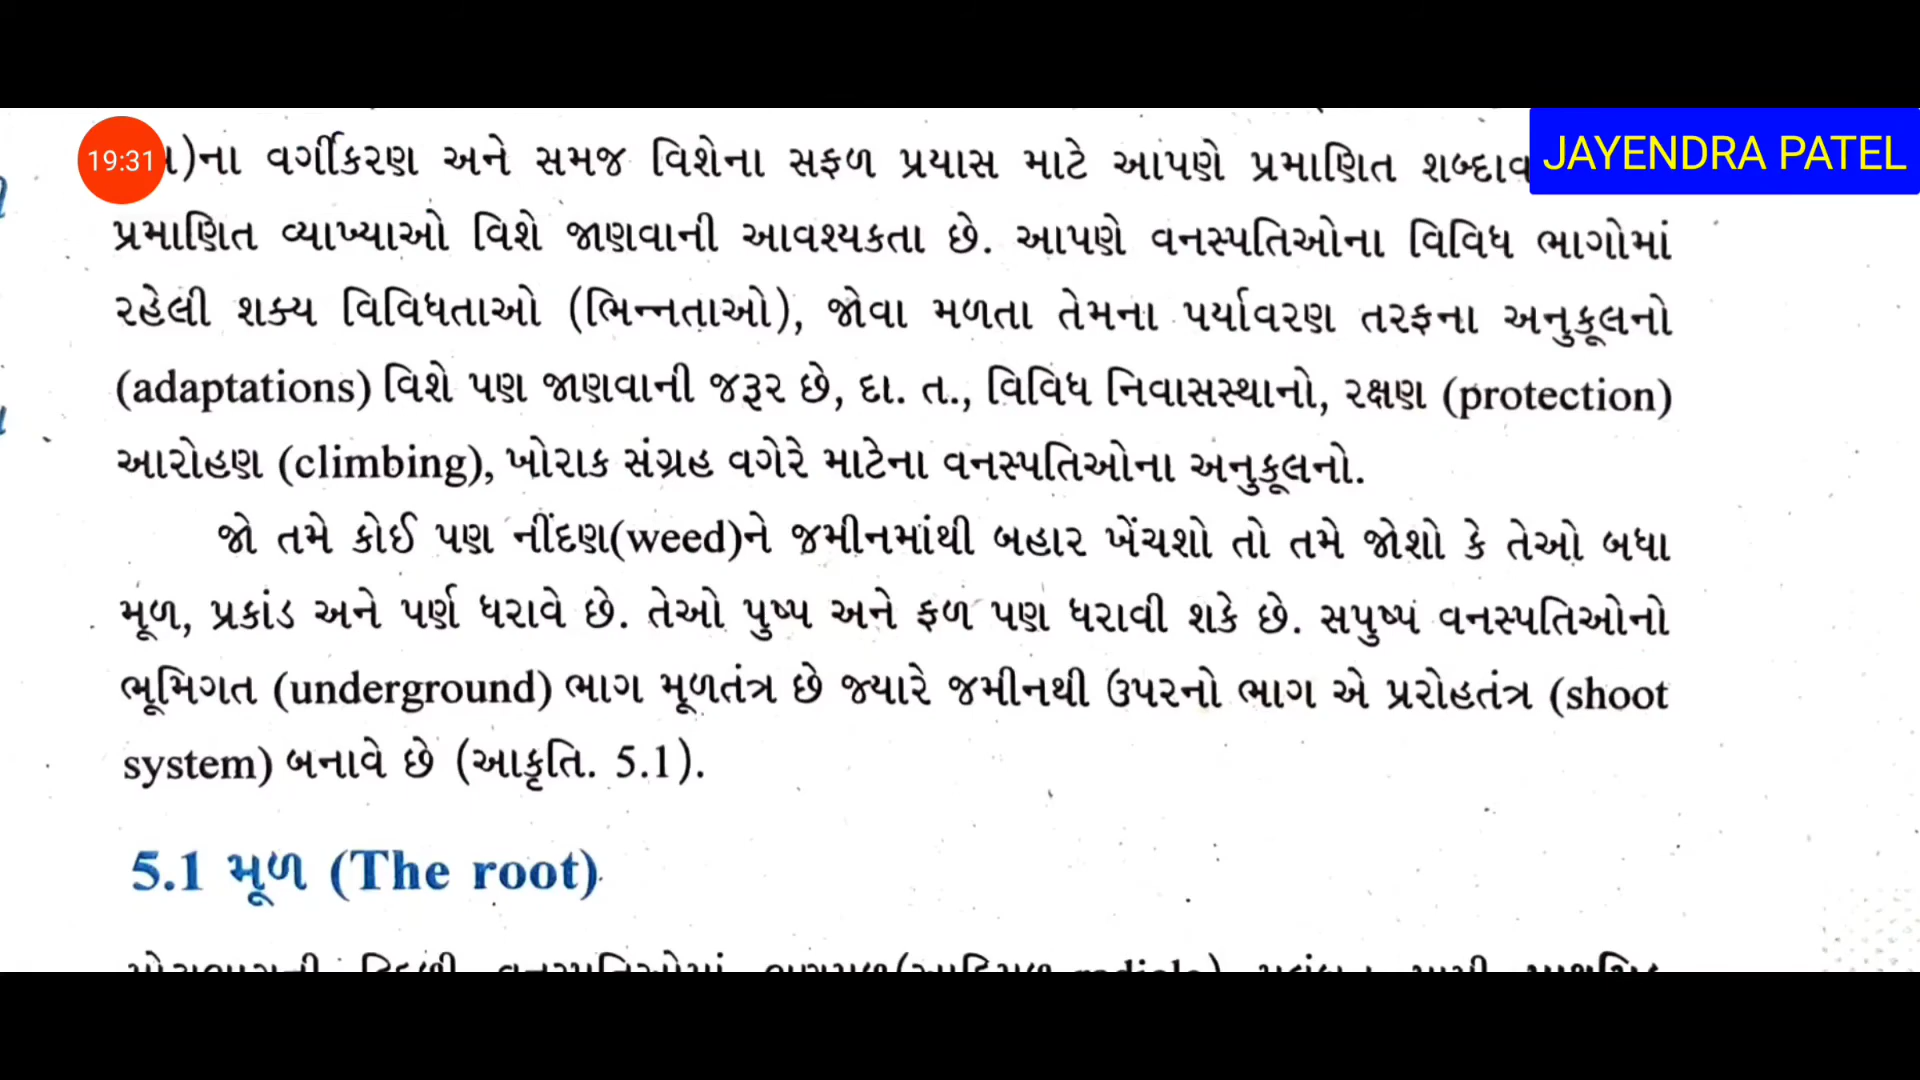 19:31
)ના વર્ગીકરણ અને સમજ વિશેના સફળ પ્રયાસ માટે આપણે પ્રમાણિત
JAYENDRA PATEL
પ્રમાણિત વ્યાખ્યાઓ વિશે જાણવાની આવશ્યકતા છે. આપણે વનસ્પતિઓના વિવિધ ભાગોમાં
રહેલી શક્ય વિવિધતાઓ (ભિન્નતાઓ), જોવા મળતા તેમના પર્યાવરણ તરફના અનુકૂલનો
(adaptations) વિશે પણ જાણવાની જરૂર છે, દા. ત., વિવિધ નિવાસસ્થાનો, રક્ષણ (protection)
આરોહણ (climbing), ખોરાક સંગ્રહ વગેરે માટેના વનસ્પતિઓના અનુકૂલનો.
જો તમે કોઈ પણ નીંદણ(weed)ને જમીનમાંથી બહાર ખેંચશો તો તમે જોશો કે તેઓ બધા
મૂળ, પ્રકાંડ અને પર્ણ ધરાવે છે. તેઓ પુષ્પ અને ફળ પણ ધરાવી શકે છે. સપુષ્પ વનસ્પતિઓનો
ભૂમિગત (underground) ભાગ મૂળતંત્ર છે જ્યારે જમીનથી ઉપરનો ભાગ એ પ્રરોહતંત્ર (shoot
system) બનાવે છે (આકૃતિ. 5.1).
5.1 મૂળ (The root)